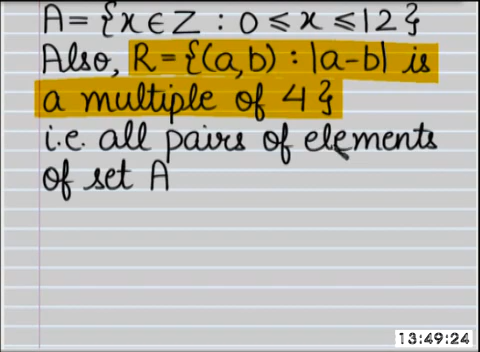 A = {x ∈ Z : 0 ⩽ x ⩽ 12}
Also, R = {(a,b) : |a-b| is
a multiple of 4}
i.e. all pairs of elements
of set A
13:49:24